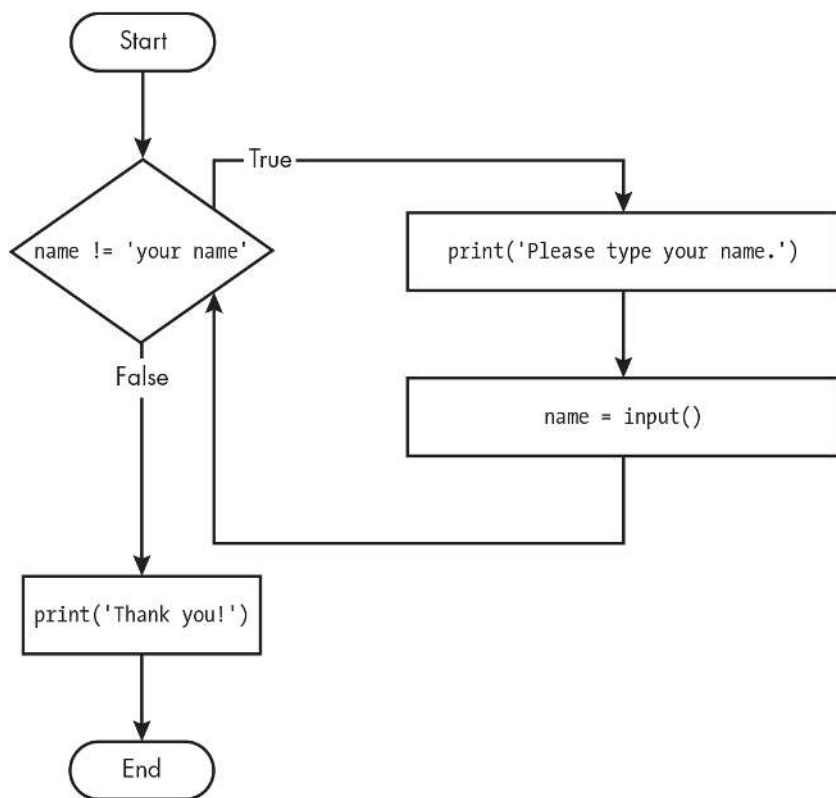 Start
True
name != 'your name'
print('Please type your name.')
name = input()
False
print('Thank you!')
End